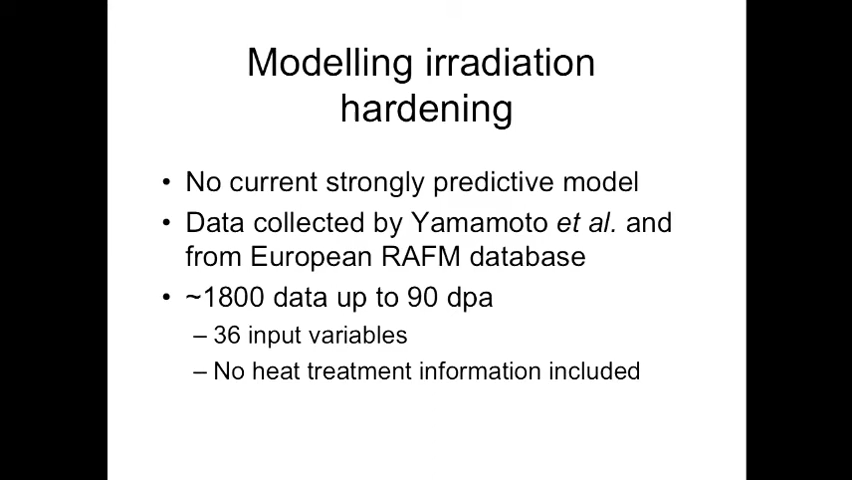 Modelling irradiation
hardening
• No current strongly predictive model
• Data collected by Yamamoto et al. and
from European RAFM database
• ~1800 data up to 90 dpa
– 36 input variables
– No heat treatment information included